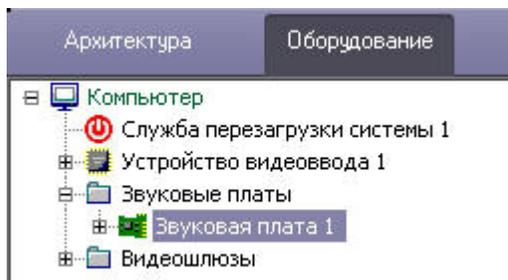 Архитектура Оборудование
Компьютер
Служба перезагрузки системы 1
Устройство видеоввода 1
Звуковые платы
Звуковая плата 1
Видеошлюзы